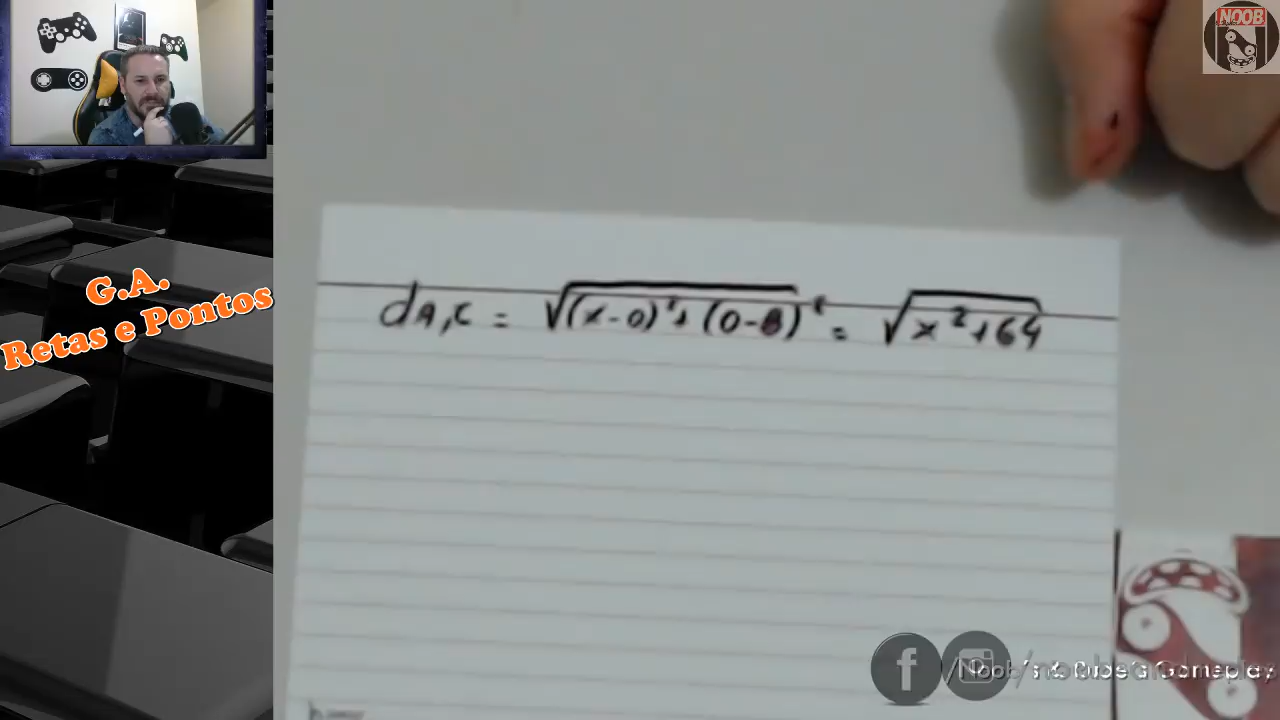 NOOB
G.A.
Retas e Pontos
dA,C = √(x-0)² + (0-8)² = √x²+64